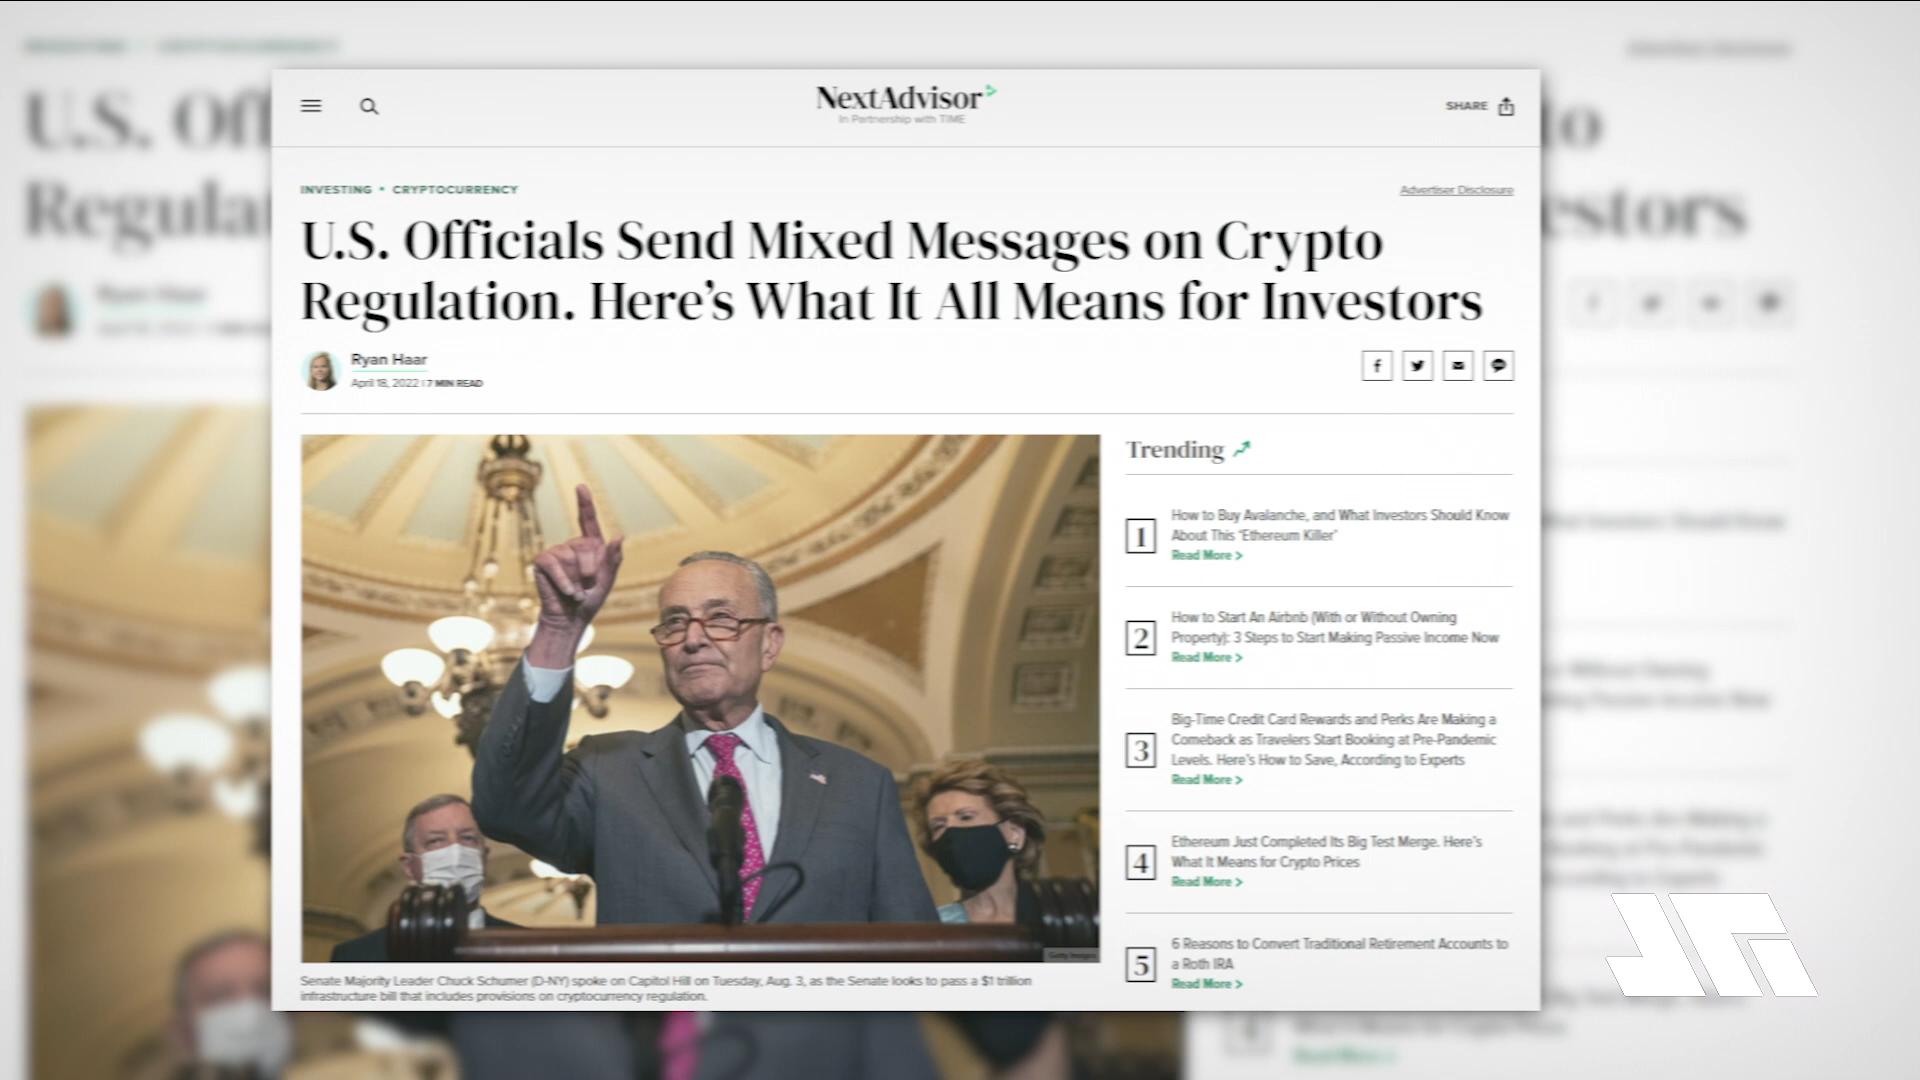 NextAdvisor
In Partnership with TIME
SHARE
INVESTING • CRYPTOCURRENCY
Advertiser Disclosure
U.S. Officials Send Mixed Messages on Crypto
Regulation. Here's What It All Means for Investors
Ryan Haar
April 18, 2022 | 7 MIN READ
Trending
1
How to Buy Avalanche, and What Investors Should Know
About This 'Ethereum Killer'
Read More >
2
How to Start An Airbnb (With or Without Owning
Property): 3 Steps to Start Making Passive Income Now
Read More >
3
Big-Time Credit Card Rewards and Perks Are Making a
Comeback as Travelers Start Booking at Pre-Pandemic
Levels. Here's How to Save, According to Experts
Read More >
4
Ethereum Just Completed Its Big Test Merge. Here's
What It Means for Crypto Prices
Read More >
5
6 Reasons to Convert Traditional Retirement Accounts to
a Roth IRA
Read More >
Getty Images
Senate Majority Leader Chuck Schumer (D-NY) spoke on Capitol Hill on Tuesday, Aug. 3, as the Senate looks to pass a $1 trillion
infrastructure bill that includes provisions on cryptocurrency regulation.